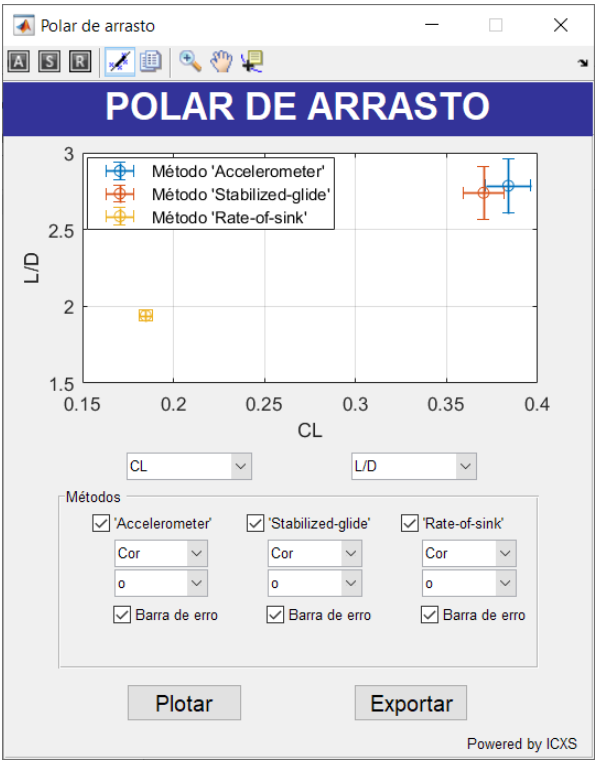 Polar de arrasto
A S R
POLAR DE ARRASTO
3
2.5
2
1.5
L/D
Método 'Accelerometer'
Método 'Stabilized-glide'
Método 'Rate-of-sink'
0.15 0.2 0.25 0.3 0.35 0.4
CL
CL L/D
Métodos
'Accelerometer' 'Stabilized-glide' 'Rate-of-sink'
Cor Cor Cor
o o o
Barra de erro Barra de erro Barra de erro
Plotar Exportar
Powered by ICXS